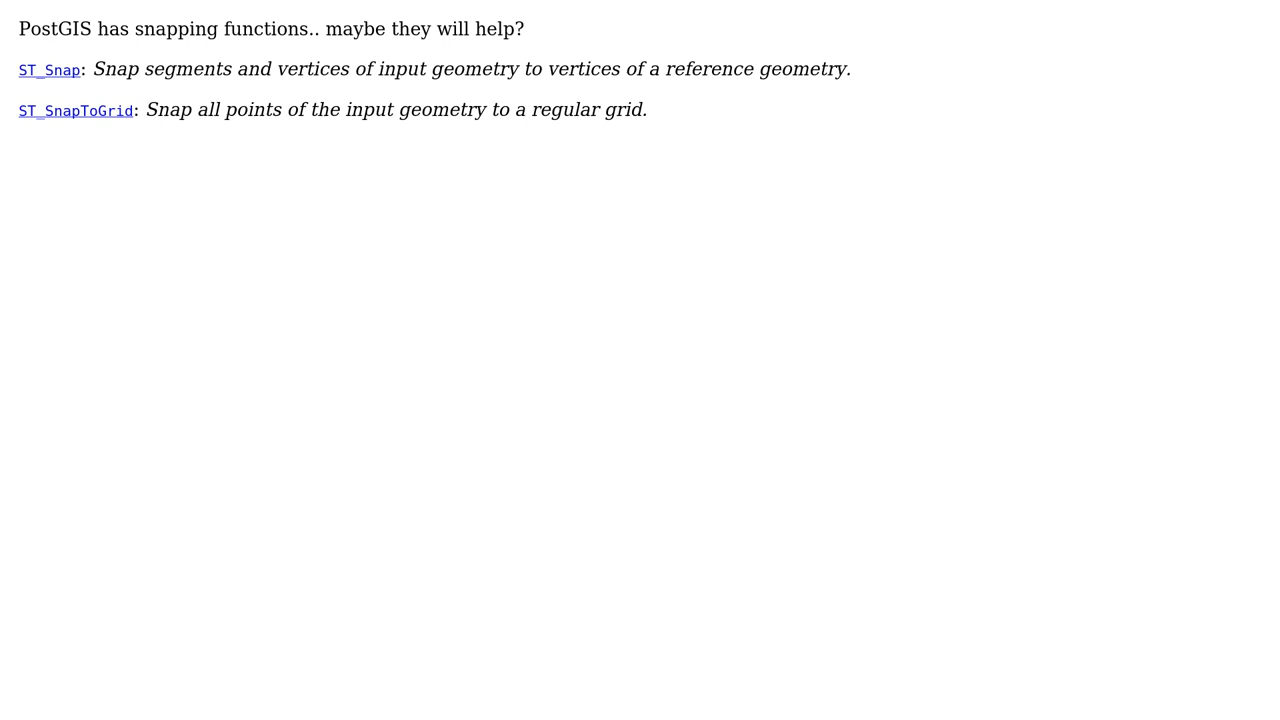 PostGIS has snapping functions.. maybe they will help?
ST_Snap: Snap segments and vertices of input geometry to vertices of a reference geometry.
ST_SnapToGrid: Snap all points of the input geometry to a regular grid.